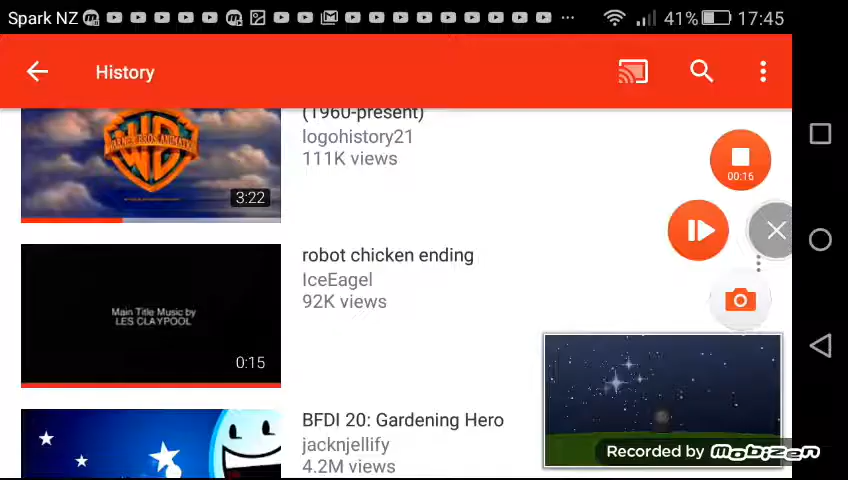 Spark NZ 41% 17:45
History
(1960-present)
logohistory21
111K views
WB
3:22
00:16
robot chicken ending
IceEagel
92K views
Main Title Music by
LES CLAYPOOL
0:15
BFDI 20: Gardening Hero
jacknjellify
4.2M views
Recorded by Mobizen